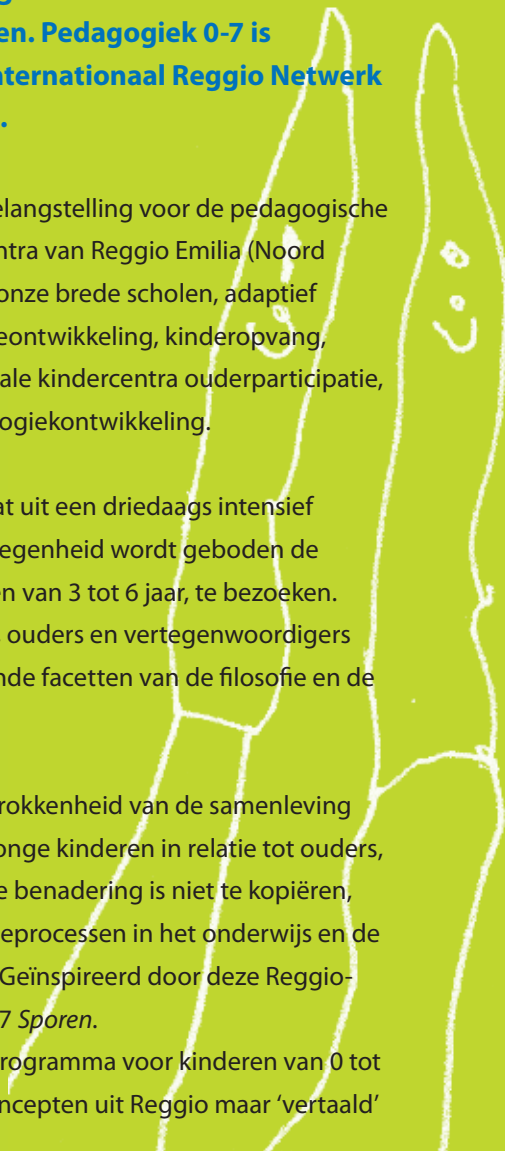 en. Pedagogiek 0-7 is
Internationaal Reggio Netwerk
.
elangstelling voor de pedagogische
ntra van Reggio Emilia (Noord
onze brede scholen, adaptief
eontwikkeling, kinderopvang,
ale kindercentra ouderparticipatie,
ogiekontwikkeling.
at uit een driedaags intensief
egenheid wordt geboden de
en van 3 tot 6 jaar, te bezoeken.
, ouders en vertegenwoordigers
nde facetten van de filosofie en de
rokkenheid van de samenleving
onge kinderen in relatie tot ouders,
e benadering is niet te kopiëren,
eprocessen in het onderwijs en de
Geïnspireerd door deze Reggio-
7 Sporen.
rogramma voor kinderen van 0 tot
ncepten uit Reggio maar ‘vertaald’